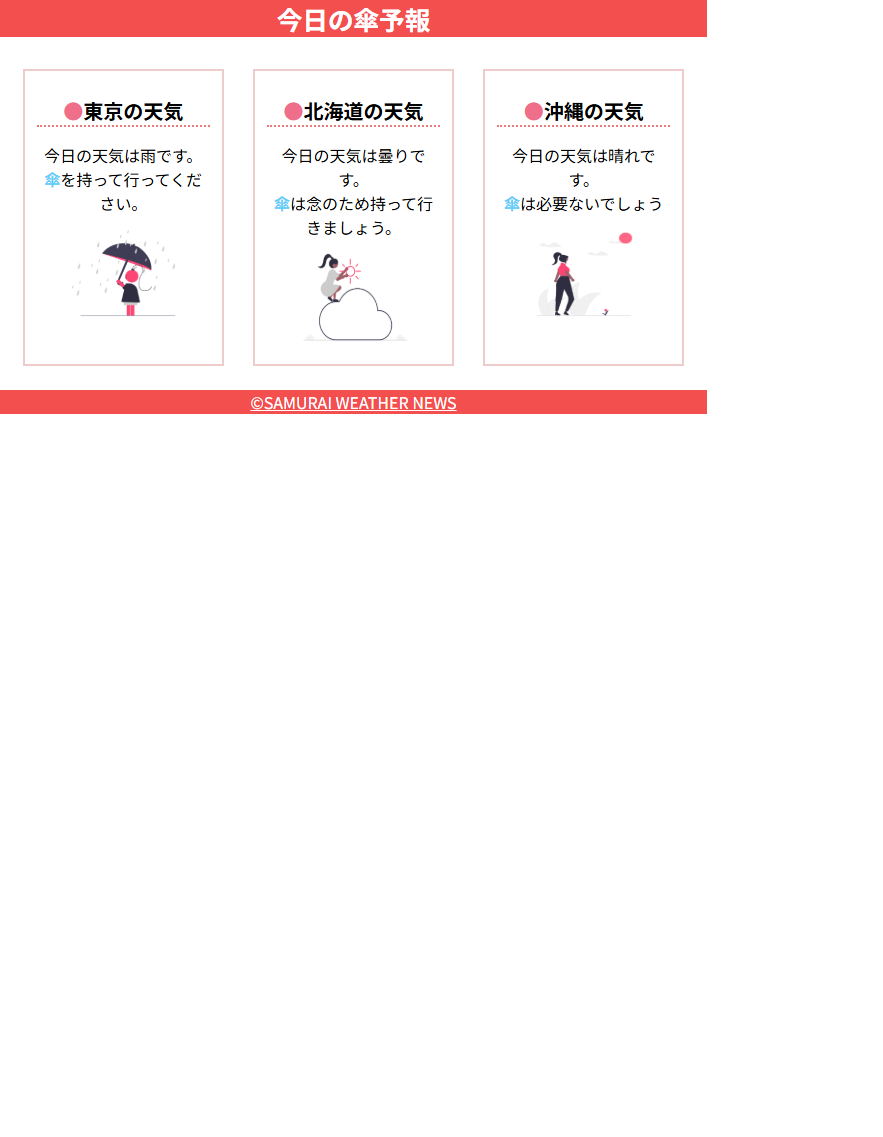 今日の傘予報
●東京の天気
今日の天気は雨です。
傘を持って行ってくだ
さい。
●北海道の天気
今日の天気は曇りで
す。
傘は念のため持って行
きましょう。
●沖縄の天気
今日の天気は晴れで
す。
傘は必要ないでしょう
©SAMURAI WEATHER NEWS